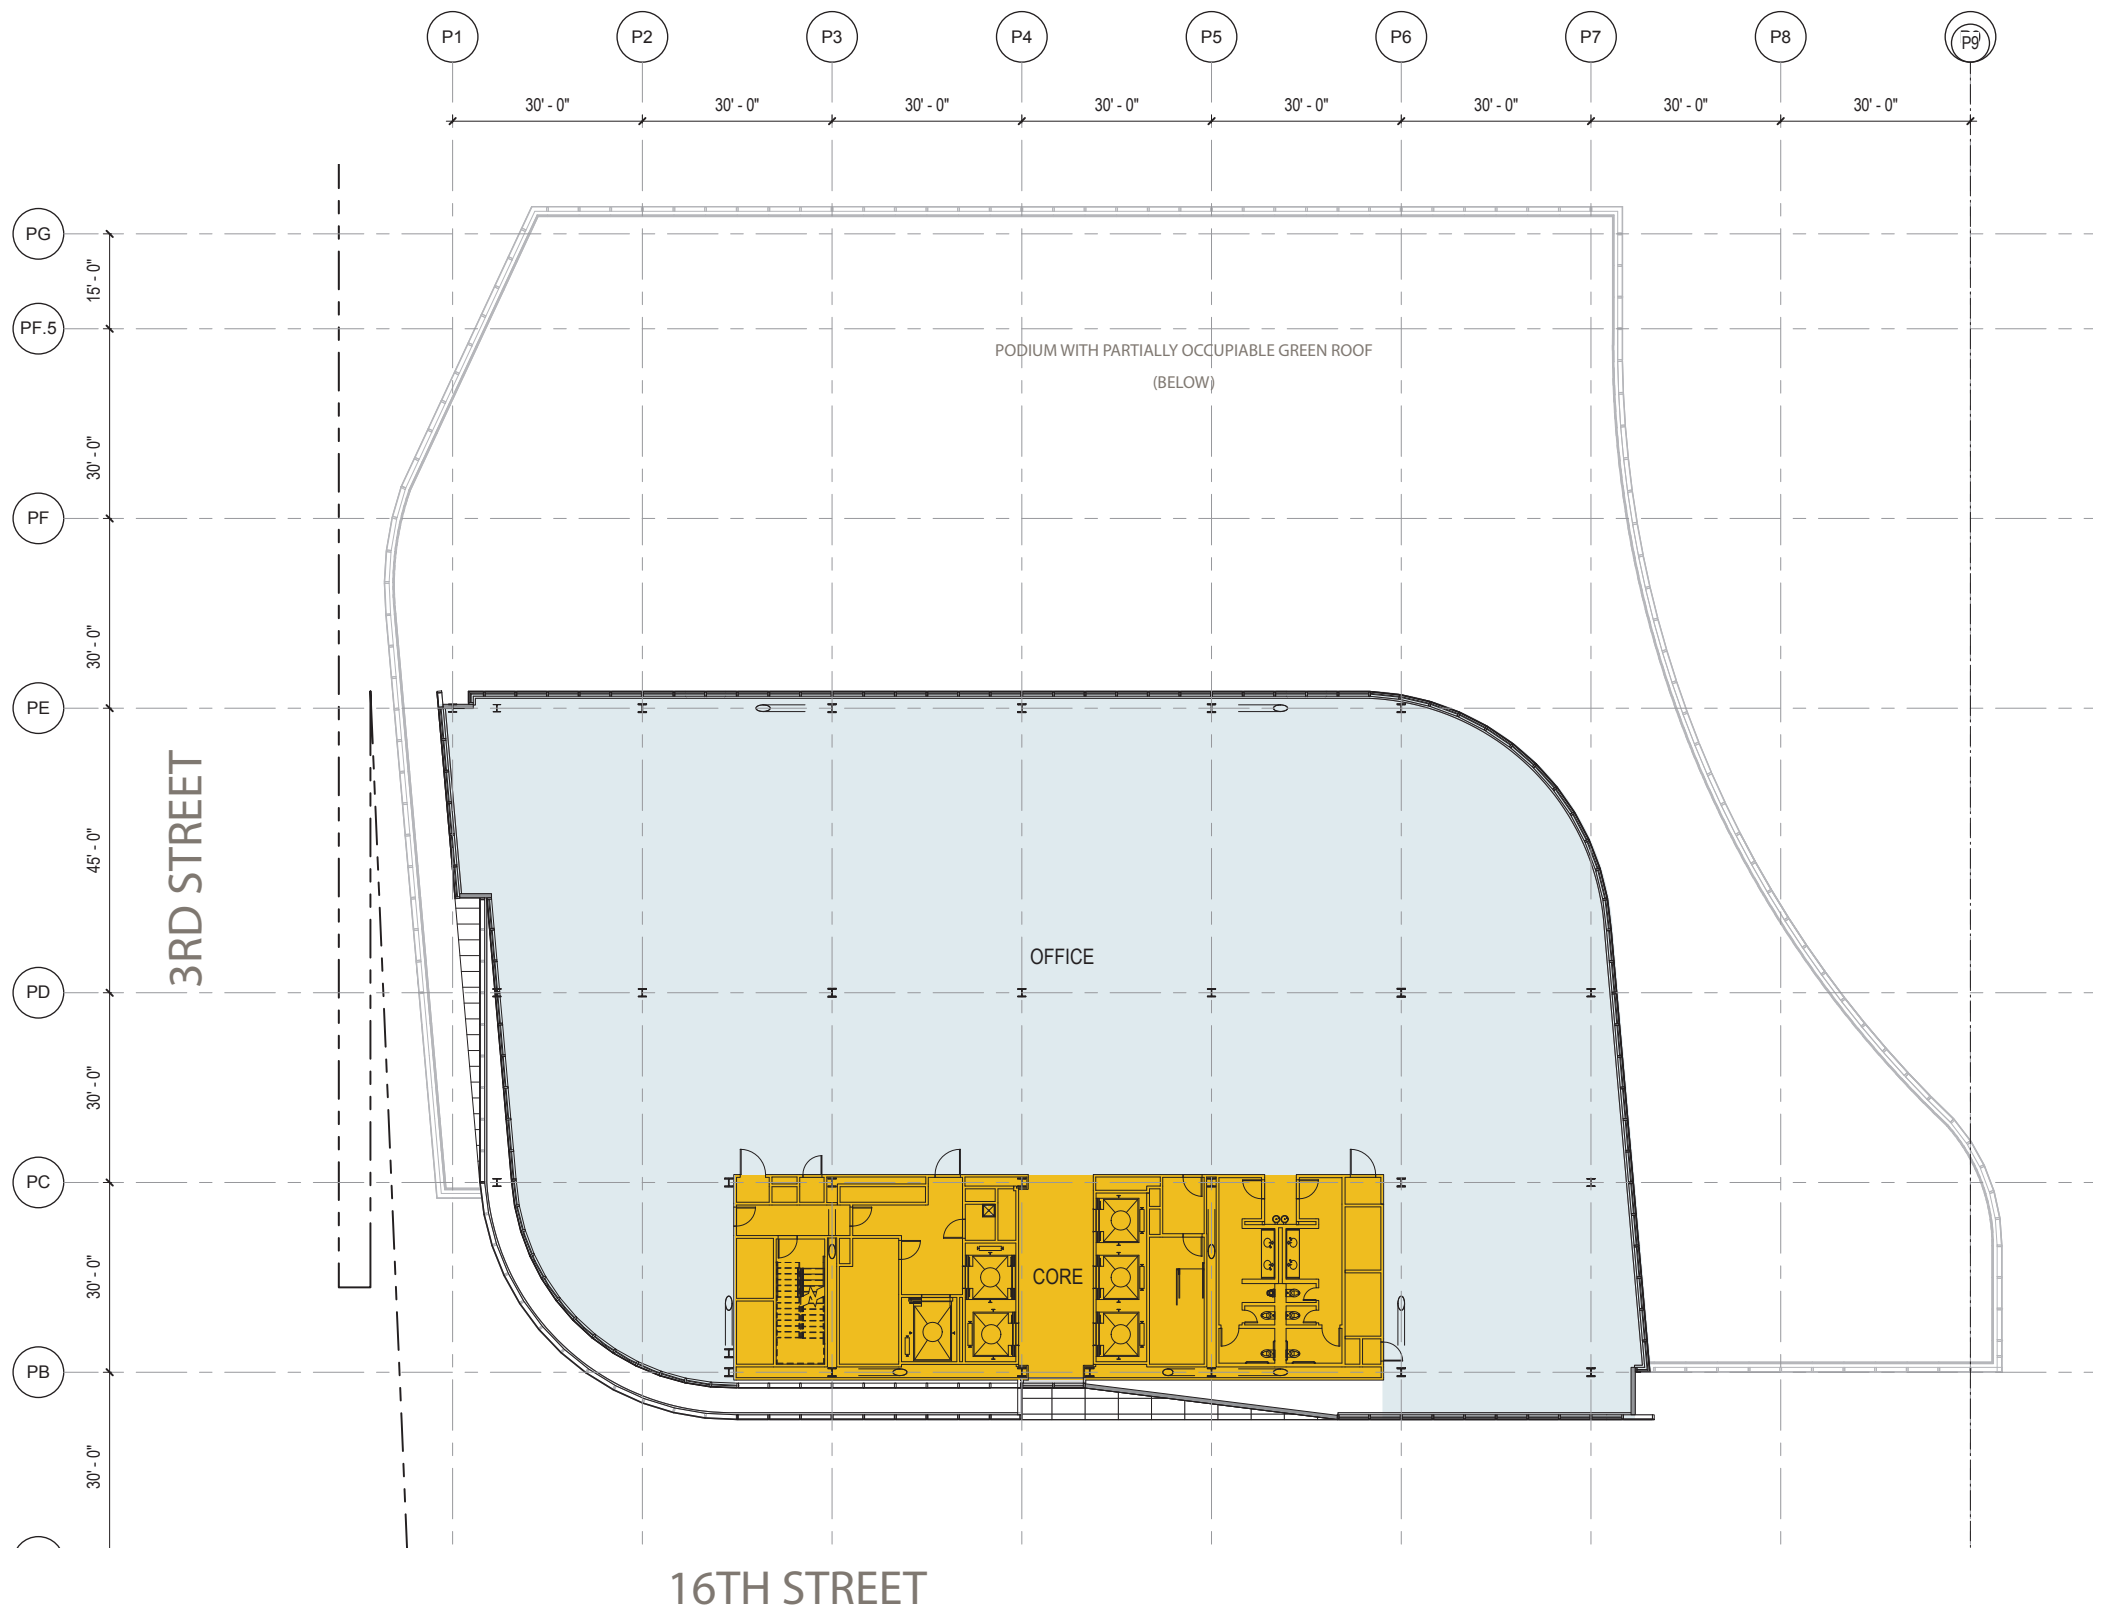 P1 P2 P3 P4 P5 P6 P7 P8 P9
30' - 0" 30' - 0" 30' - 0" 30' - 0" 30' - 0" 30' - 0" 30' - 0" 30' - 0"
PG
15' - 0"
PF.5
PODIUM WITH PARTIALLY OCCUPIABLE GREEN ROOF
(BELOW)
30' - 0"
PF
30' - 0"
PE
3RD STREET
45' - 0"
OFFICE
PD
30' - 0"
PC
30' - 0"
CORE
PB
30' - 0"
16TH STREET